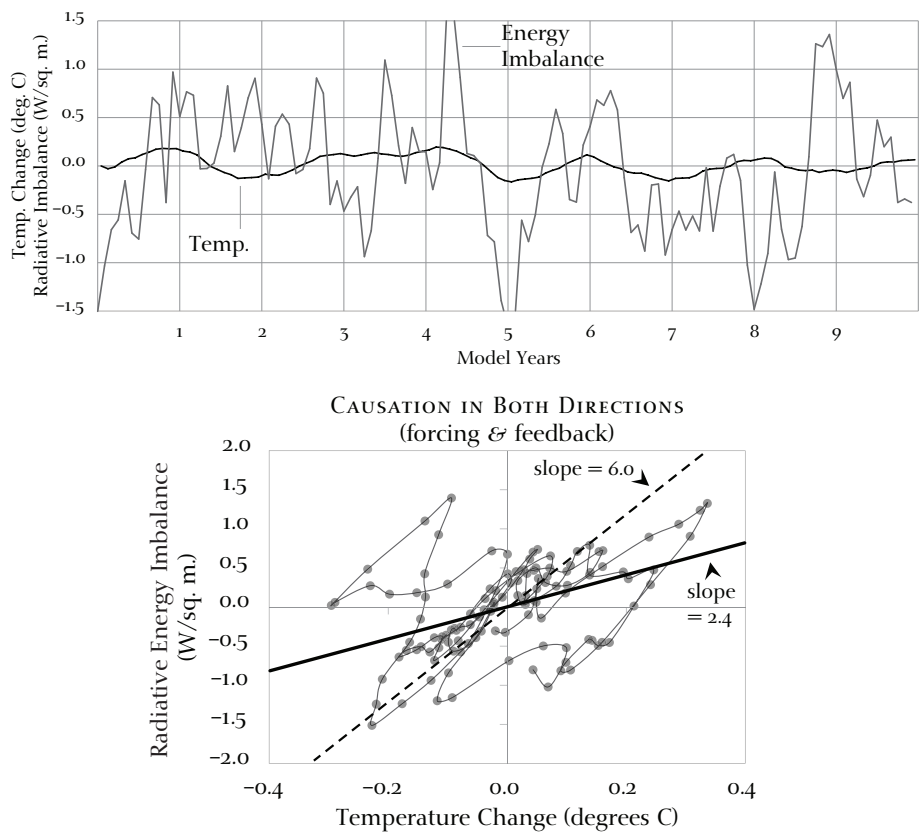 Temp. Change (deg. C)
Radiative Imbalance (W/sq. m.)
1.5
1.0
0.5
0.0
−0.5
−1.0
−1.5
Energy
Imbalance
Temp.
1 2 3 4 5 6 7 8 9
Model Years
Causation in Both Directions
(forcing & feedback)
Radiative Energy Imbalance
(W/sq. m.)
2.0
1.5
1.0
0.5
0.0
−0.5
−1.0
−1.5
−2.0
slope = 6.0
slope
= 2.4
−0.4 −0.2 0.0 0.2 0.4
Temperature Change (degrees C)